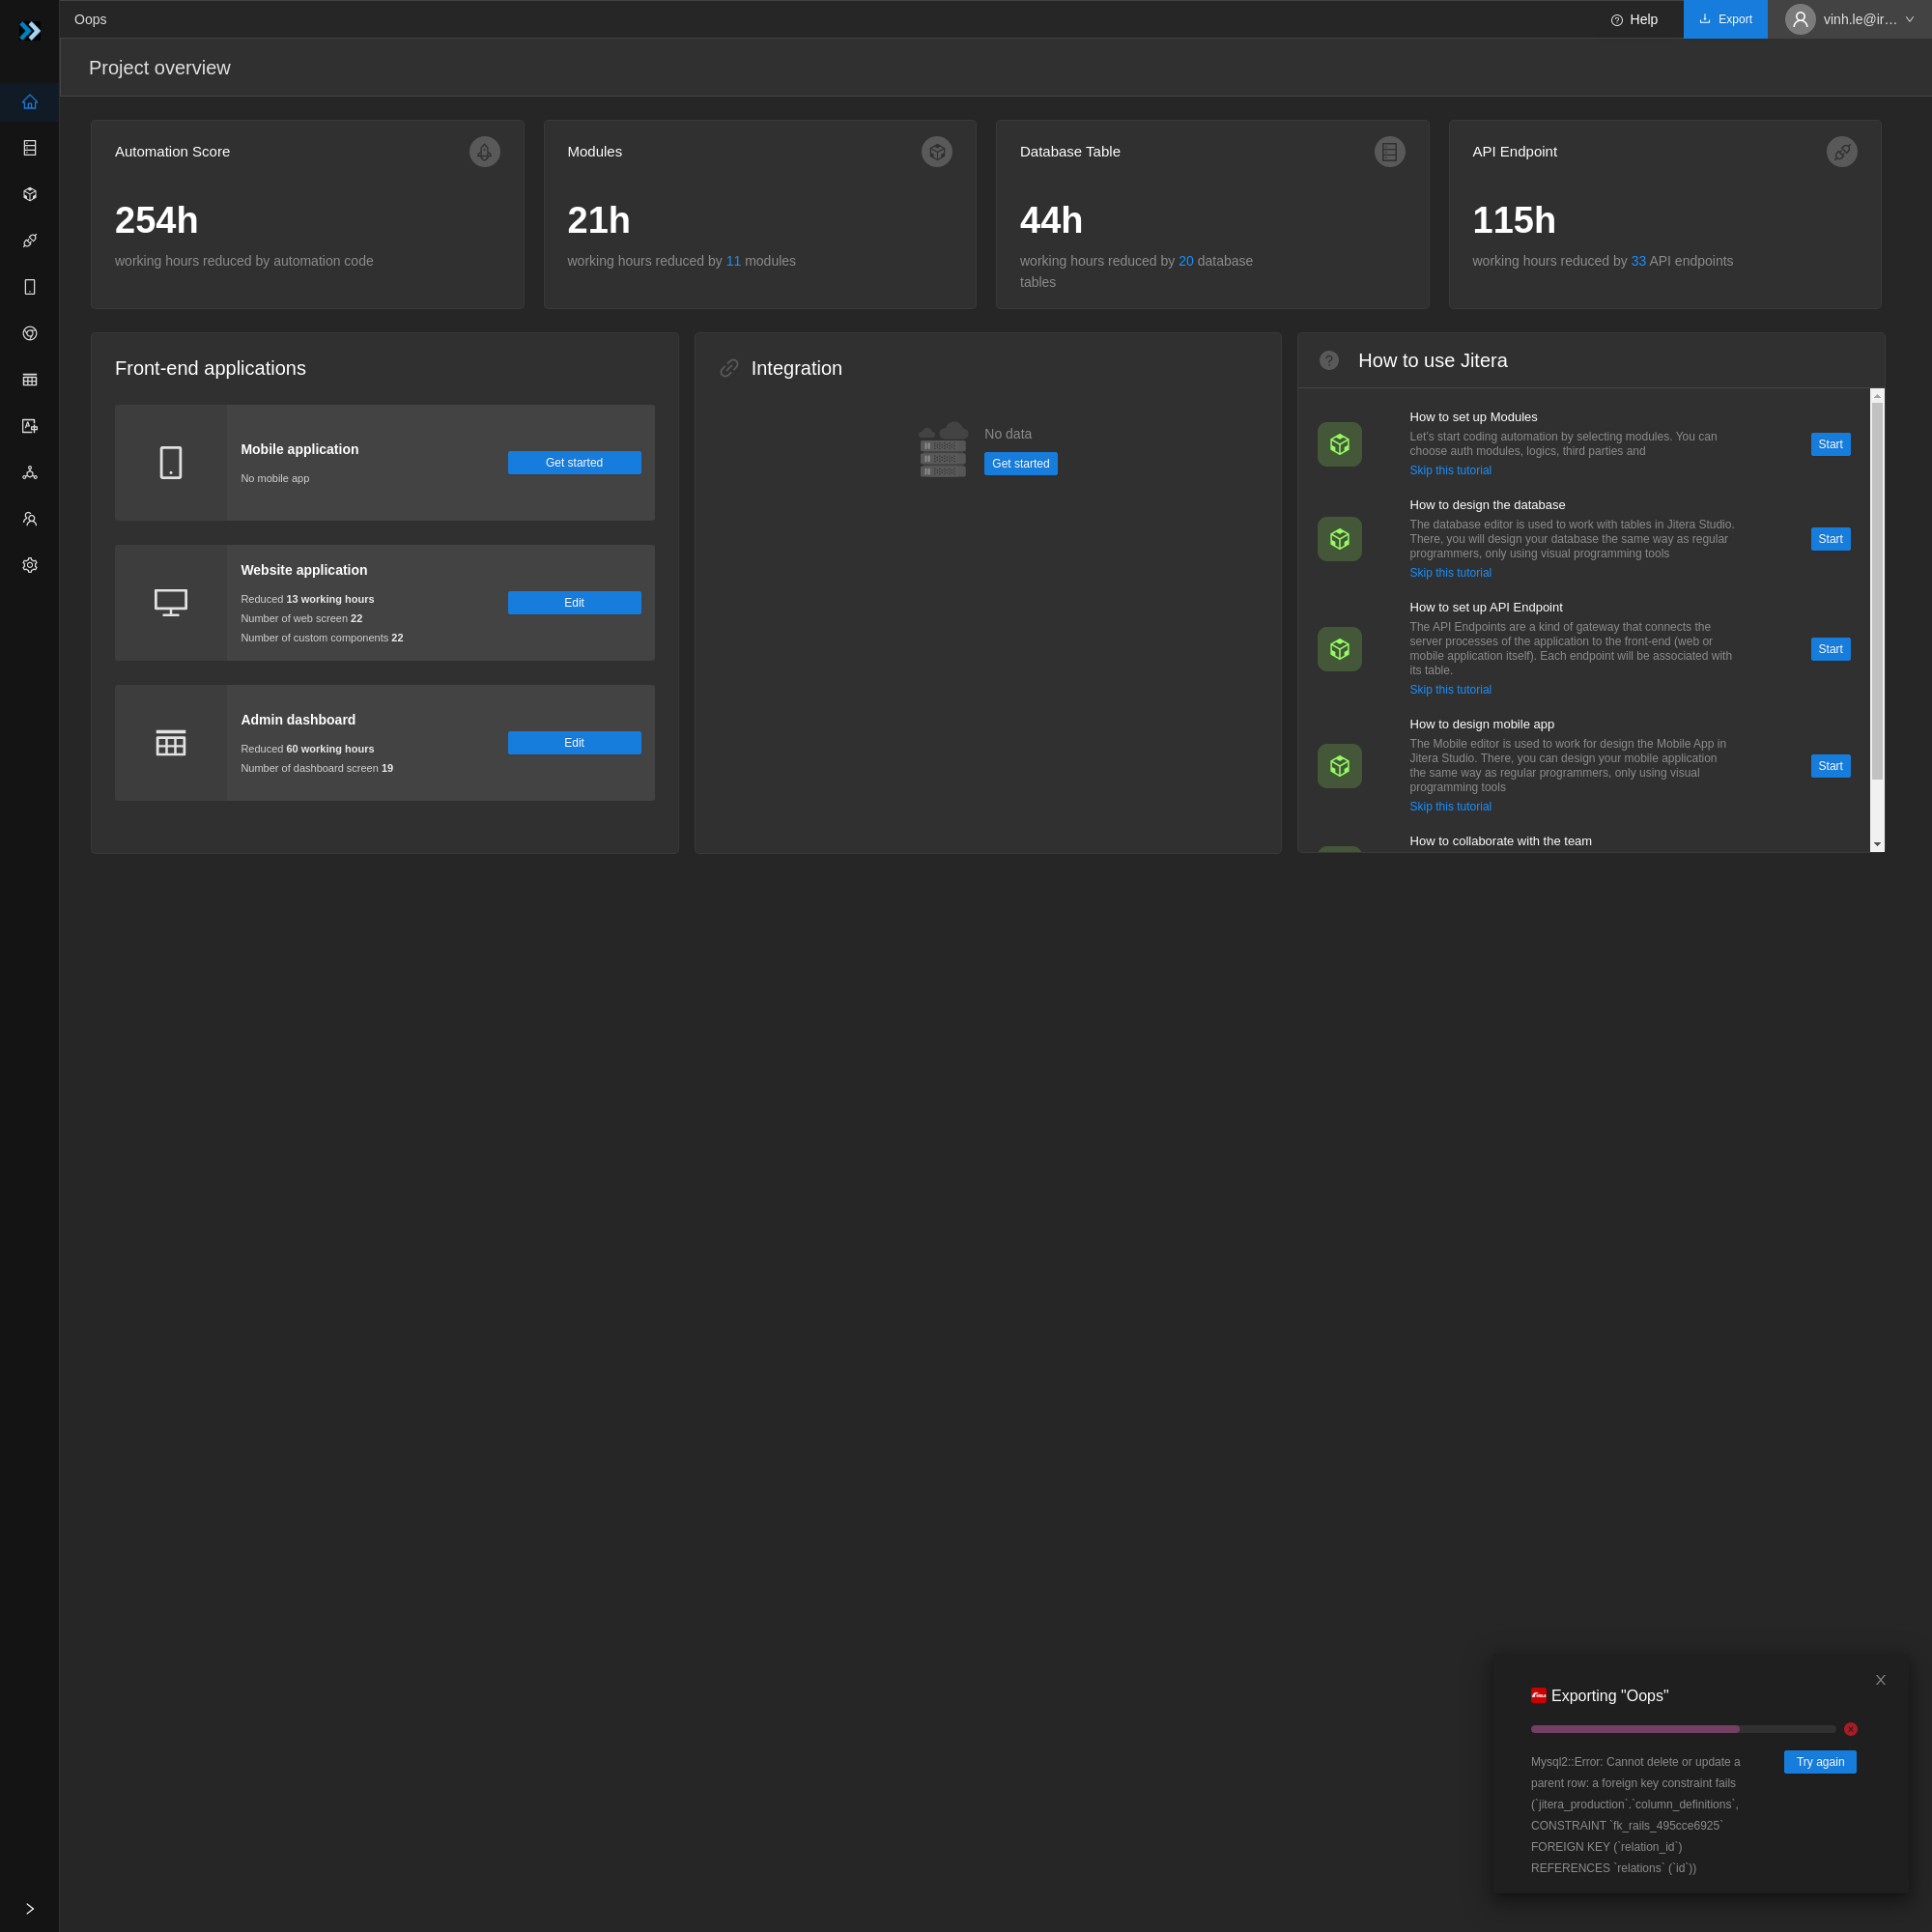 Oops
Help
Export
vinh.le@ir...
Project overview
Automation Score
254h
working hours reduced by automation code
Modules
21h
working hours reduced by 11 modules
Database Table
44h
working hours reduced by 20 database
tables
API Endpoint
115h
working hours reduced by 33 API endpoints
Front-end applications
Mobile application
No mobile app
Get started
Website application
Reduced 13 working hours
Number of web screen 22
Number of custom components 22
Edit
Admin dashboard
Reduced 60 working hours
Number of dashboard screen 19
Edit
Integration
No data
Get started
How to use Jitera
How to set up Modules
Let's start coding automation by selecting modules. You can
choose auth modules, logics, third parties and
Skip this tutorial
Start
How to design the database
The database editor is used to work with tables in Jitera Studio.
There, you will design your database the same way as regular
programmers, only using visual programming tools
Skip this tutorial
Start
How to set up API Endpoint
The API Endpoints are a kind of gateway that connects the
server processes of the application to the front-end (web or
mobile application itself). Each endpoint will be associated with
its table.
Skip this tutorial
Start
How to design mobile app
The Mobile editor is used to work for design the Mobile App in
Jitera Studio. There, you can design your mobile application
the same way as regular programmers, only using visual
programming tools
Skip this tutorial
Start
How to collaborate with the team
Exporting "Oops"
Mysql2::Error: Cannot delete or update a
parent row: a foreign key constraint fails
(`jitera_production`.`column_definitions`,
CONSTRAINT `fk_rails_495cce6925`
FOREIGN KEY (`relation_id`)
REFERENCES `relations` (`id`))
Try again